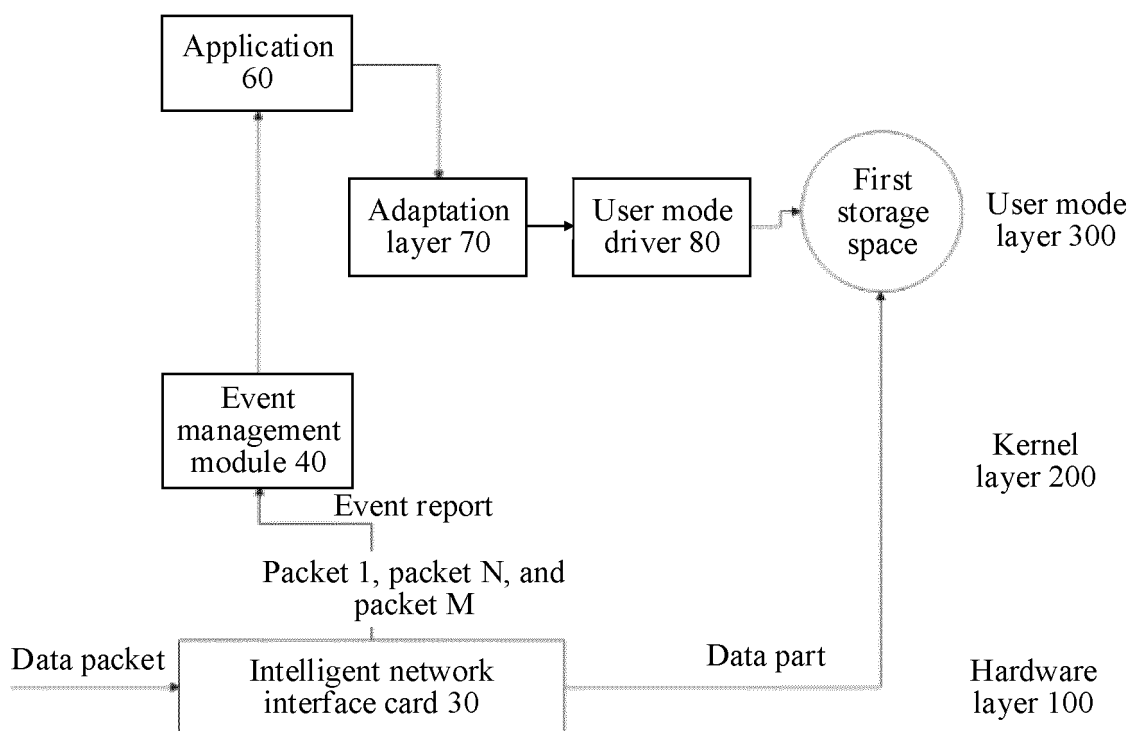 Application
60
Adaptation
layer 70
User mode
driver 80
First
storage
space
User mode
layer 300
Event
management
module 40
Kernel
layer 200
Event report
Packet 1, packet N, and
packet M
Data packet
Intelligent network
interface card 30
Data part
Hardware
layer 100